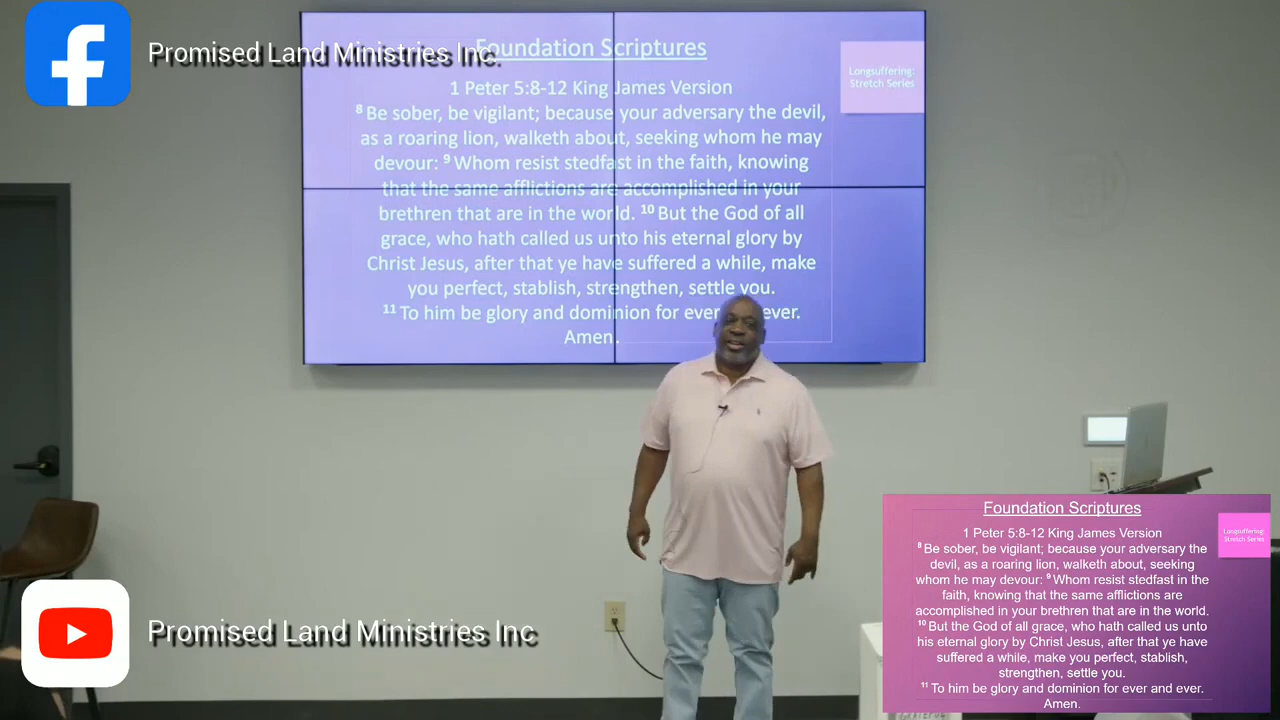 Promised Land Ministries Inc.
Foundation Scriptures
Longsuffering:
Stretch Series
1 Peter 5:8-12 King James Version
8 Be sober, be vigilant; because your adversary the devil,
as a roaring lion, walketh about, seeking whom he may
devour: 9 Whom resist stedfast in the faith, knowing
that the same afflictions are accomplished in your
brethren that are in the world. 10 But the God of all
grace, who hath called us unto his eternal glory by
Christ Jesus, after that ye have suffered a while, make
you perfect, stablish, strengthen, settle you.
11 To him be glory and dominion for ever ever.
Amen.
Promised Land Ministries Inc
Foundation Scriptures
Longsuffering:
Stretch Series
1 Peter 5:8-12 King James Version
8 Be sober, be vigilant; because your adversary the
devil, as a roaring lion, walketh about, seeking
whom he may devour: 9 Whom resist stedfast in the
faith, knowing that the same afflictions are
accomplished in your brethren that are in the world.
10 But the God of all grace, who hath called us unto
his eternal glory by Christ Jesus, after that ye have
suffered a while, make you perfect, stablish,
strengthen, settle you.
11 To him be glory and dominion for ever and ever.
Amen.